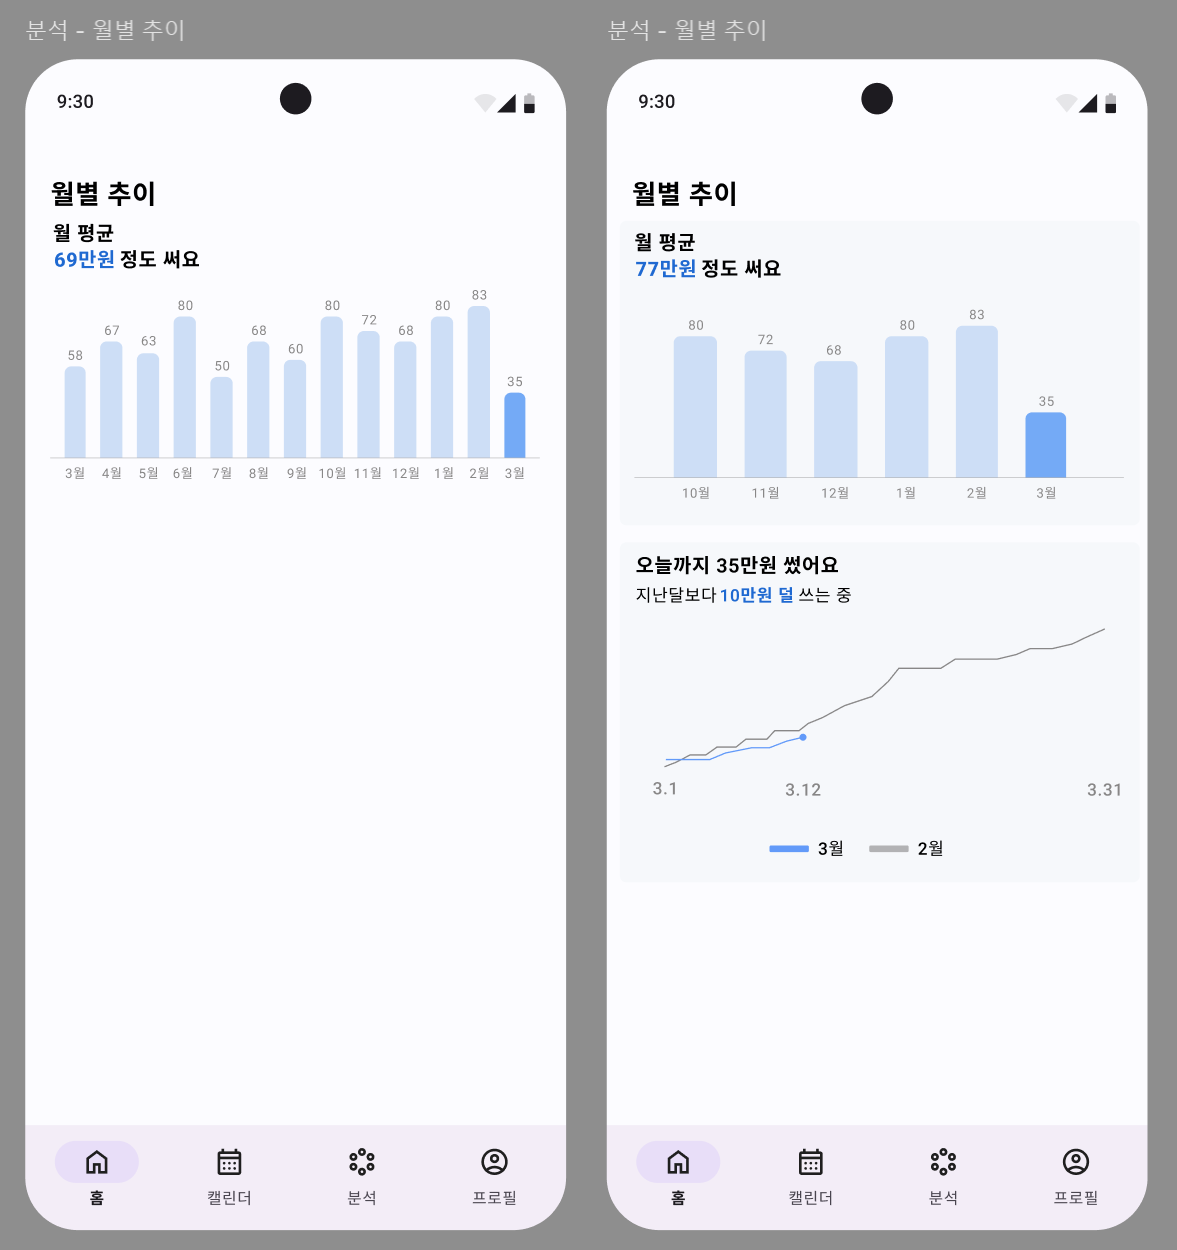 분석 - 월별 추이
9:30
월별 추이
월 평균
69만원 정도 써요
58 67 63 80 50 68 60 80 72 68 80 83 35
3월 4월 5월 6월 7월 8월 9월 10월 11월 12월 1월 2월 3월
홈 캘린더 분석 프로필
분석 - 월별 추이
9:30
월별 추이
월 평균
77만원 정도 써요
80 72 68 80 83 35
10월 11월 12월 1월 2월 3월
오늘까지 35만원 썼어요
지난달보다 10만원 덜 쓰는 중
3.1 3.12 3.31
3월 2월
홈 캘린더 분석 프로필